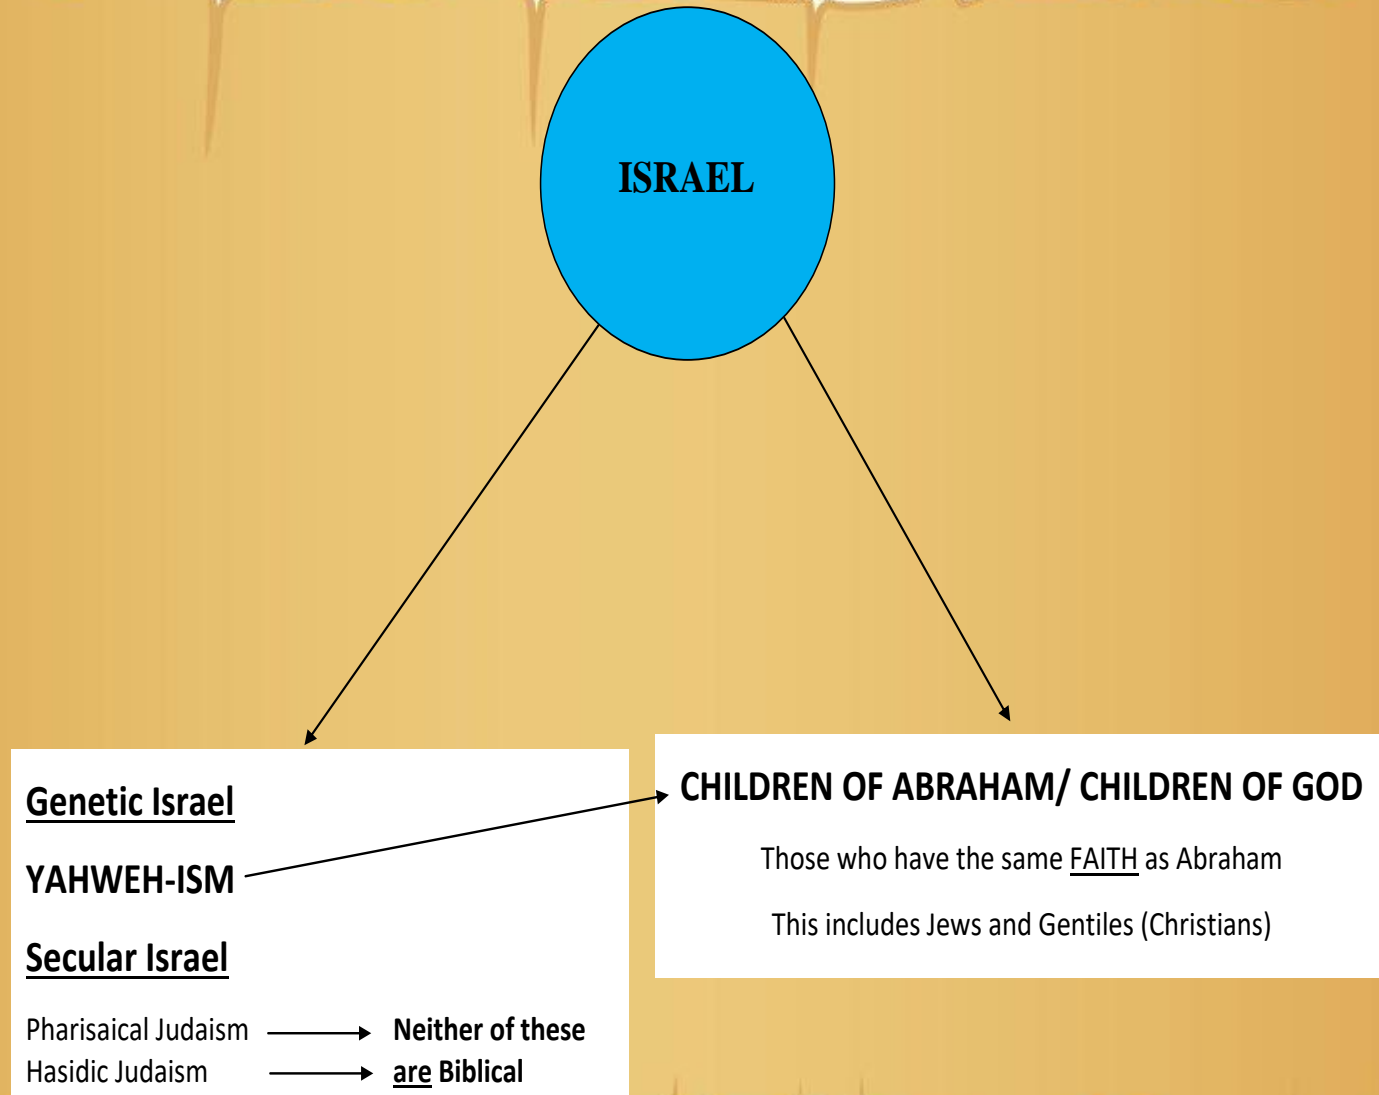 ISRAEL
Genetic Israel
YAHWEH-ISM
Secular Israel
Pharisaical Judaism Neither of these
Hasidic Judaism are Biblical
CHILDREN OF ABRAHAM/ CHILDREN OF GOD
Those who have the same FAITH as Abraham
This includes Jews and Gentiles (Christians)